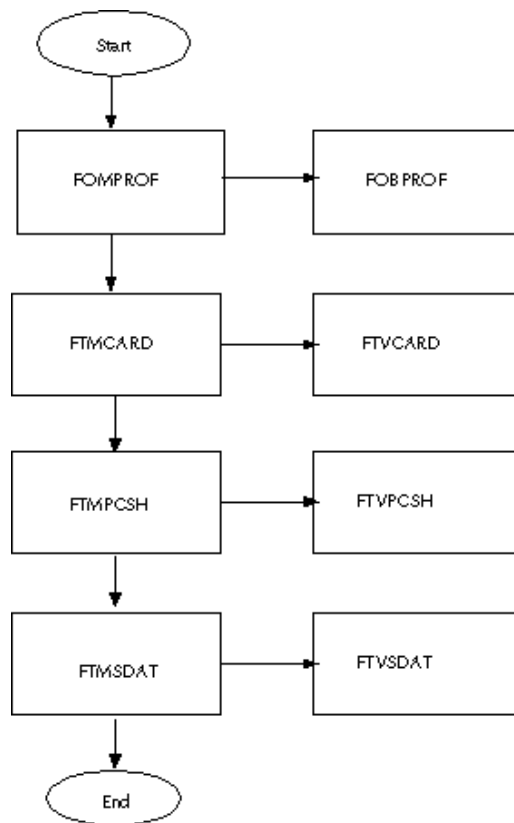 Start
FOMPROF
FOBPROF
FTMCARD
FTVCARD
FTMPCSH
FTVPCSH
FTMSDAT
FTVSDAT
End